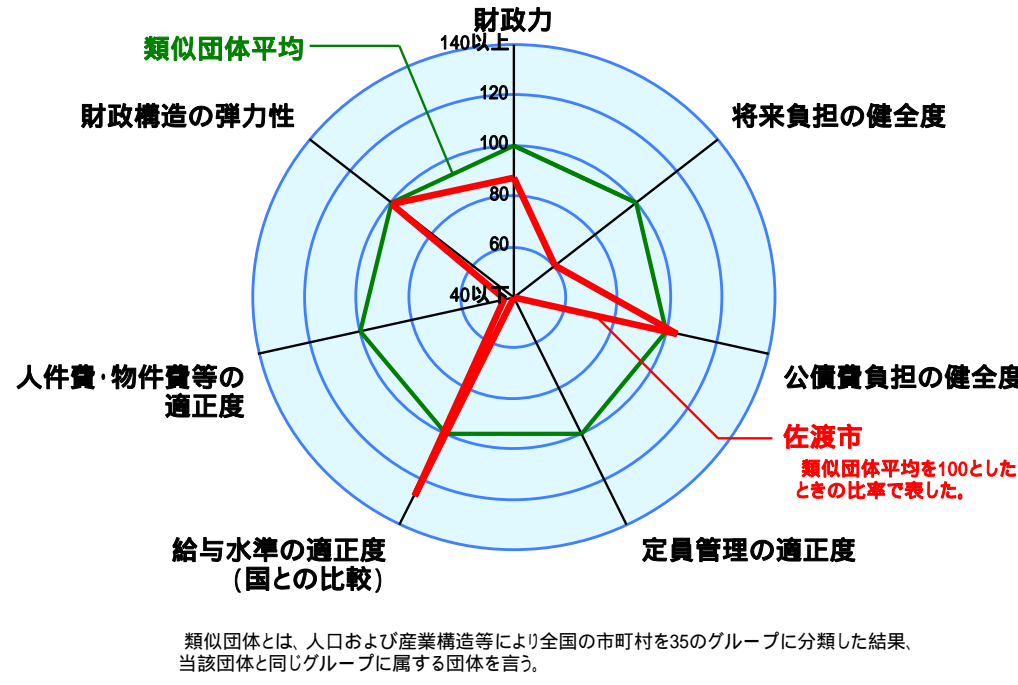 財政力
140以上
類似団体平均
120
財政構造の弾力性
将来負担の健全度
100
80
60
40以下
人件費・物件費等の
適正度
公債費負担の健全度
佐渡市
類似団体平均を100とした
ときの比率で表した。
給与水準の適正度
(国との比較)
定員管理の適正度
類似団体とは、人口および産業構造等により全国の市町村を35のグループに分類した結果、
当該団体と同じグループに属する団体を言う。